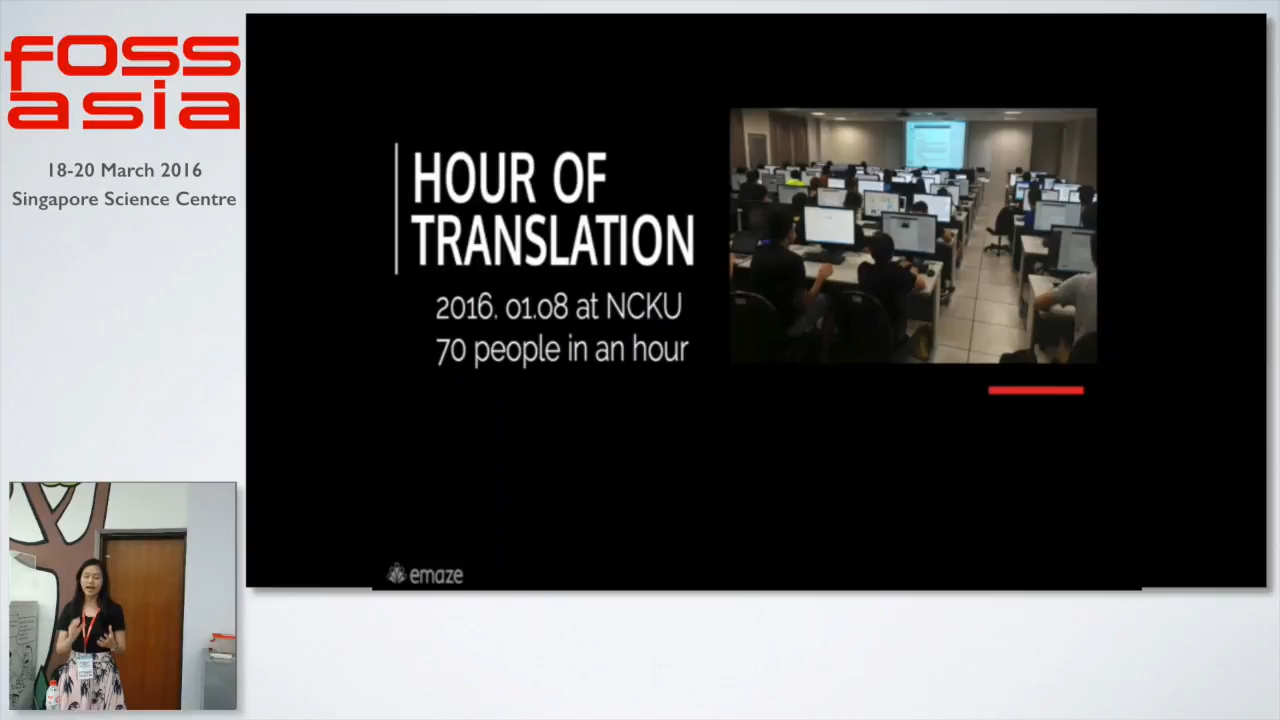 foss
asia
18-20 March 2016
Singapore Science Centre
HOUR OF
TRANSLATION
2016. 01.08 at NCKU
70 people in an hour
emaze